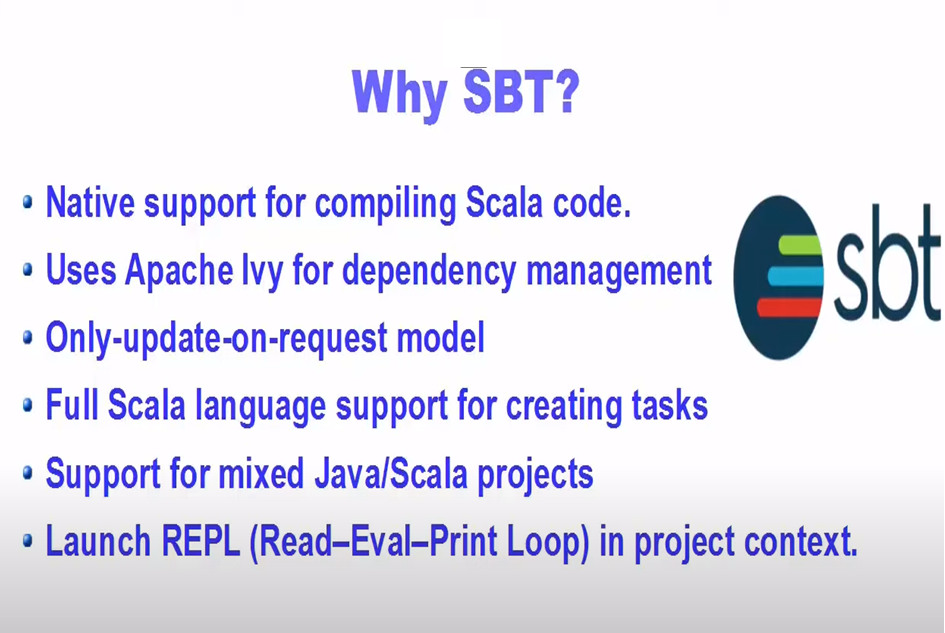 Why SBT?
• Native support for compiling Scala code.
• Uses Apache Ivy for dependency management
• Only-update-on-request model
• Full Scala language support for creating tasks
• Support for mixed Java/Scala projects
• Launch REPL (Read–Eval–Print Loop) in project context.
sbt